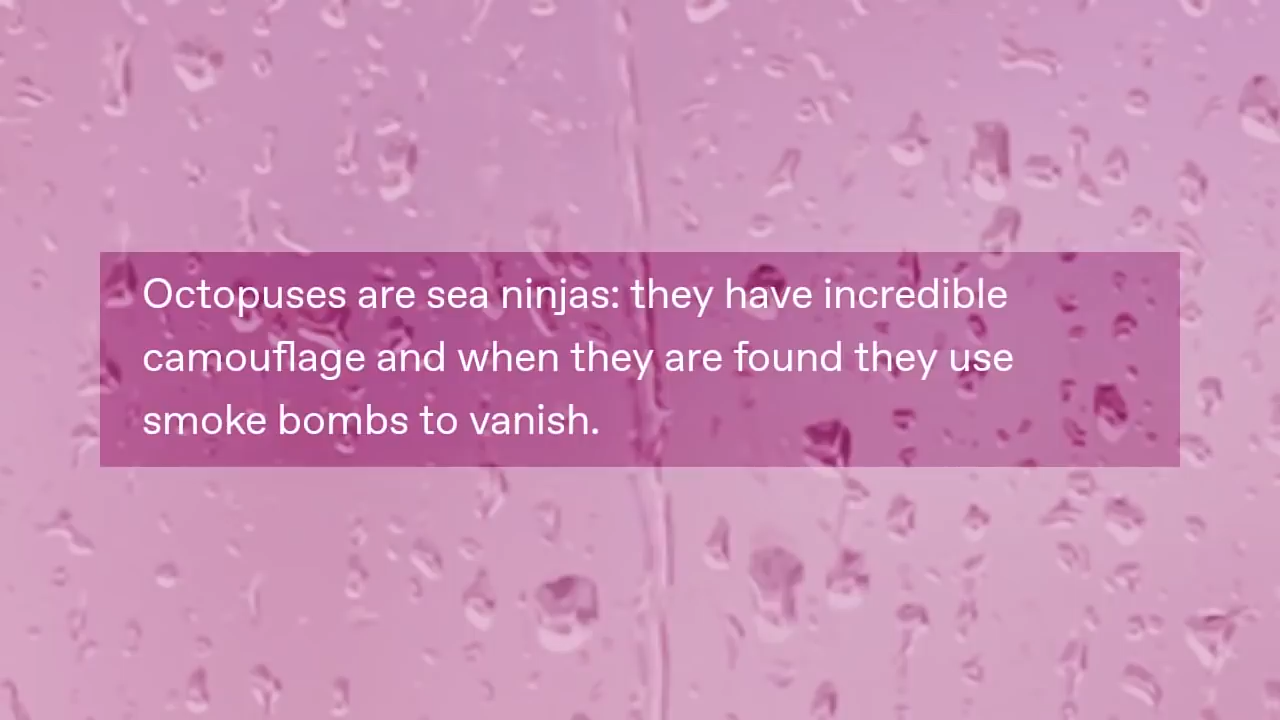 Octopuses are sea ninjas: they have incredible
camouflage and when they are found they use
smoke bombs to vanish.